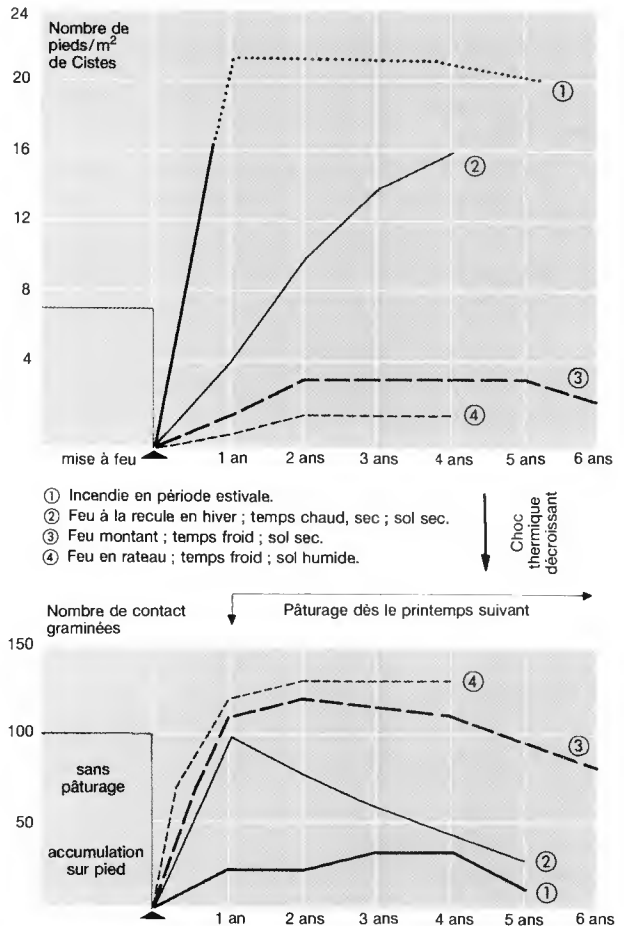 24
Nombre de
pieds/m²
de Cistes
20
16
12
8
4
①
②
③
④
mise à feu
1 an
2 ans
3 ans
4 ans
5 ans
6 ans
① Incendie en période estivale.
② Feu à la recule en hiver ; temps chaud, sec ; sol sec.
③ Feu montant ; temps froid ; sol sec.
④ Feu en rateau ; temps froid ; sol humide.
Choc
thermique
décroissant
Nombre de contact
graminées
Pâturage dès le printemps suivant
150
100
50
sans
pâturage
accumulation
sur pied
④
③
②
①
1 an
2 ans
3 ans
4 ans
5 ans
6 ans